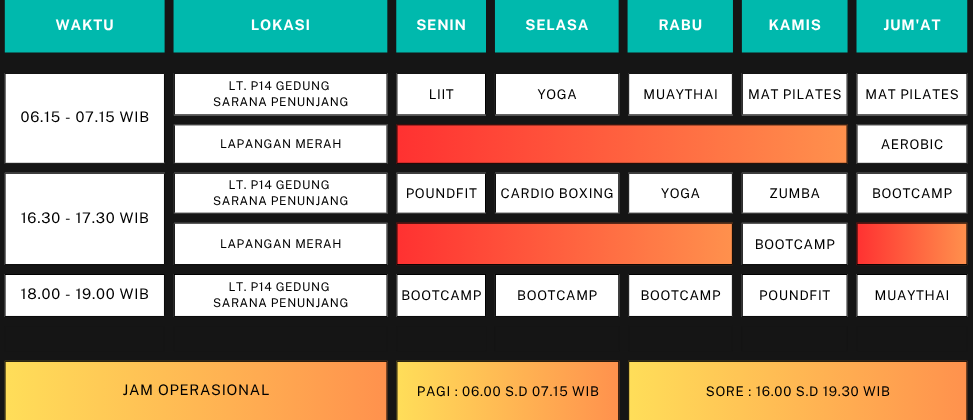 WAKTU LOKASI SENIN SELASA RABU KAMIS JUM'AT
LT. P14 GEDUNG
SARANA PENUNJANG
06.15 - 07.15 WIB LIIT YOGA MUAYTHAI MAT PILATES MAT PILATES
LAPANGAN MERAH AEROBIC
LT. P14 GEDUNG
SARANA PENUNJANG
16.30 - 17.30 WIB POUNDFIT CARDIO BOXING YOGA ZUMBA BOOTCAMP
LAPANGAN MERAH BOOTCAMP
LT. P14 GEDUNG
SARANA PENUNJANG
18.00 - 19.00 WIB BOOTCAMP BOOTCAMP BOOTCAMP POUNDFIT MUAYTHAI
JAM OPERASIONAL PAGI : 06.00 S.D 07.15 WIB SORE : 16.00 S.D 19.30 WIB